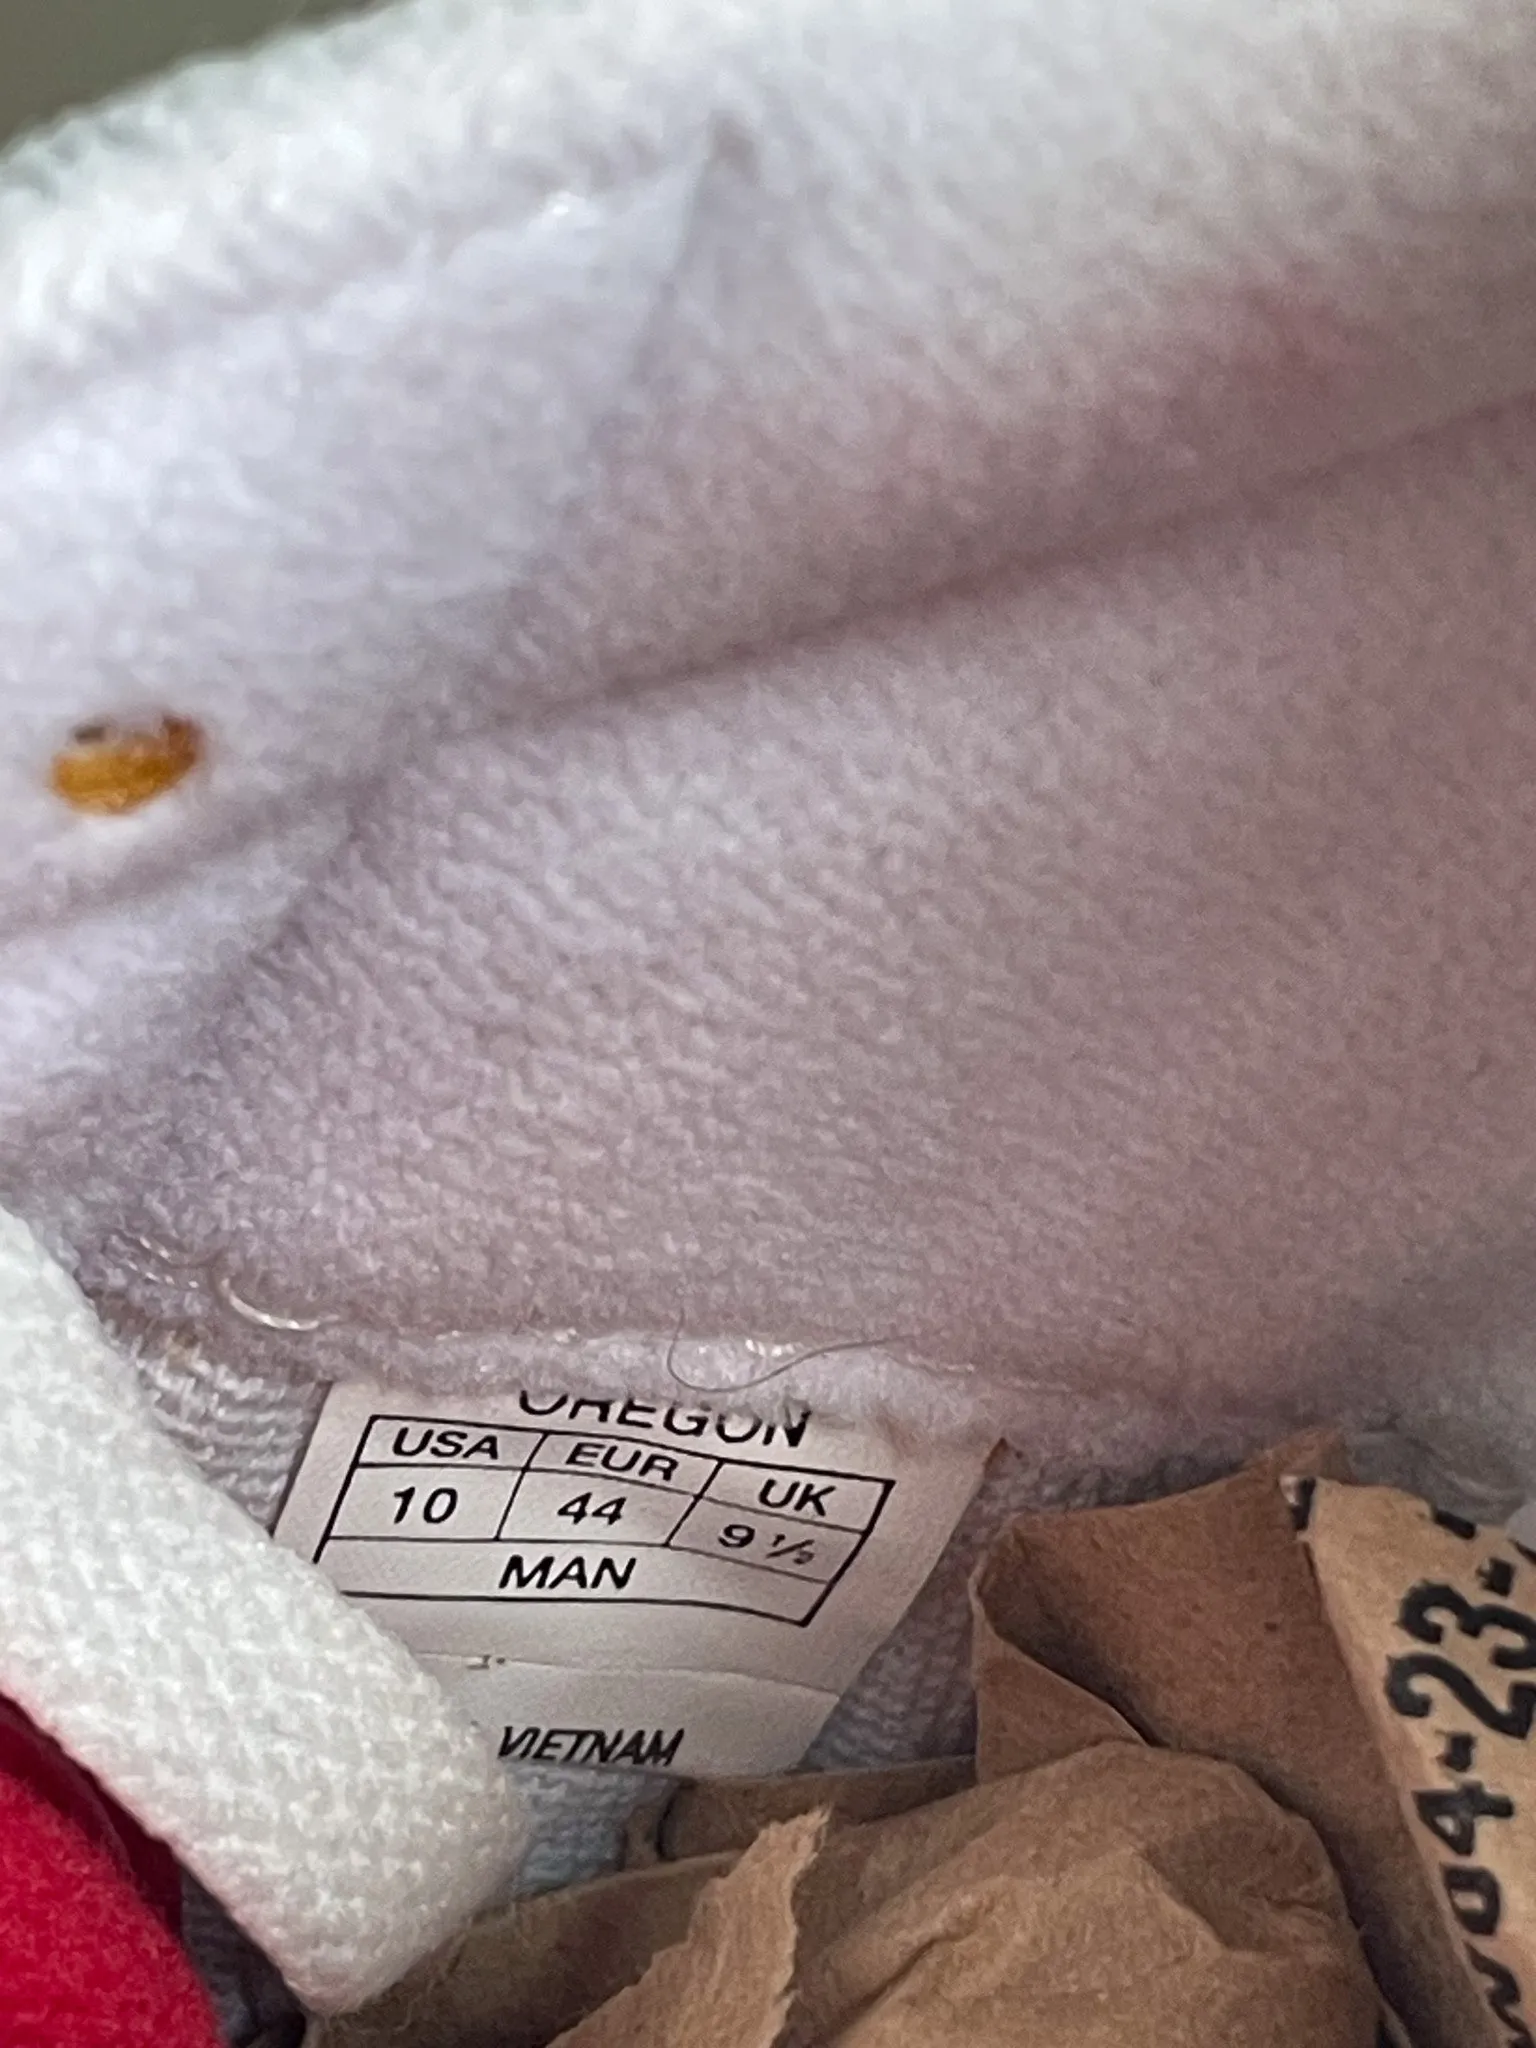 OREGON
USA EUR UK
10 44 9 ½
MAN
VIETNAM
04-23-